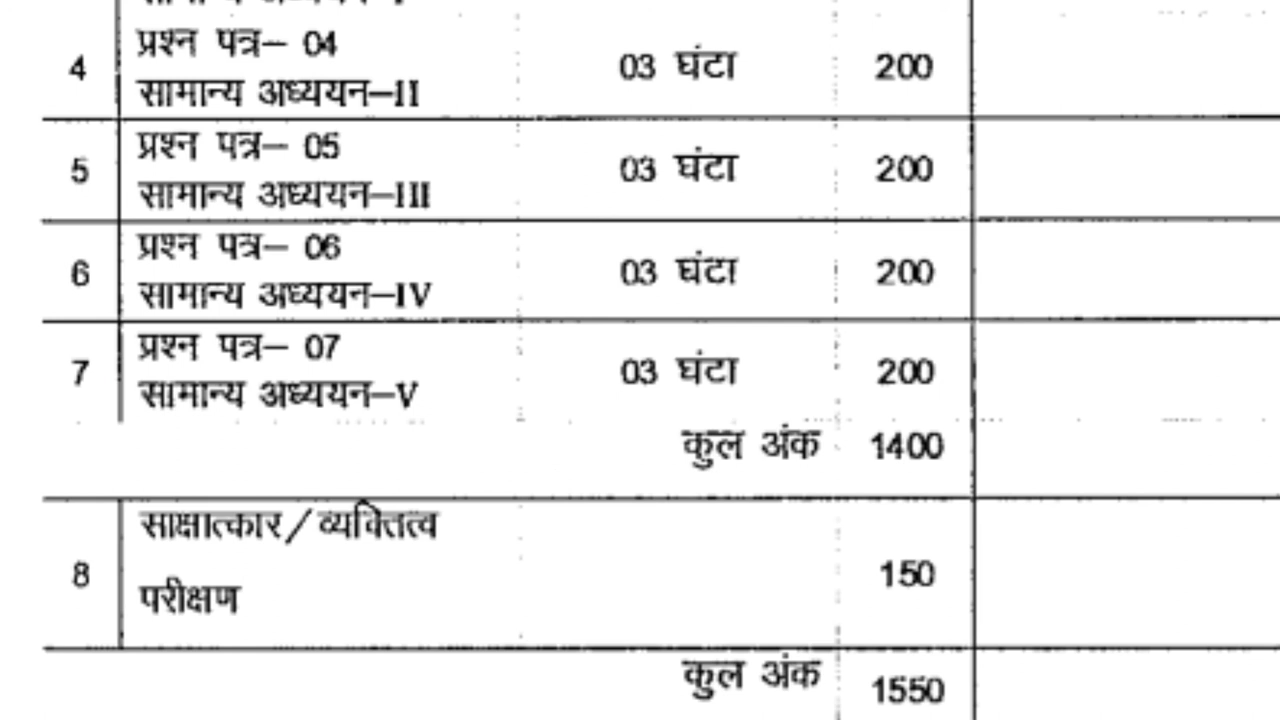 प्रश्न पत्र– 04
4 03 घंटा 200
सामान्य अध्ययन–II
प्रश्न पत्र– 05
5 03 घंटा 200
सामान्य अध्ययन–III
प्रश्न पत्र– 06
6 03 घंटा 200
सामान्य अध्ययन–IV
प्रश्न पत्र– 07
7 03 घंटा 200
सामान्य अध्ययन–V
कुल अंक 1400
साक्षात्कार/व्यक्तित्व
8 150
परीक्षण
कुल अंक 1550